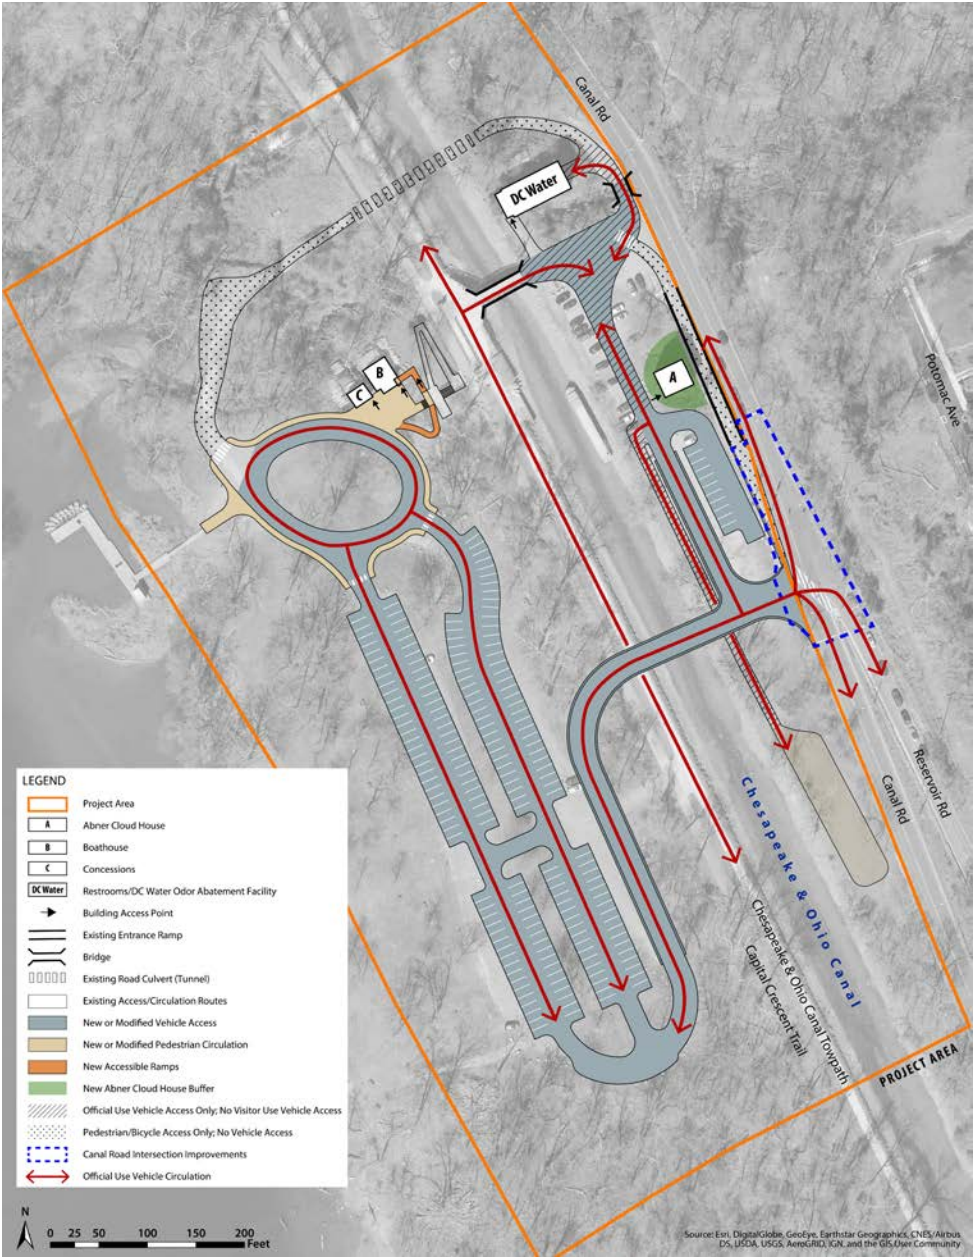 Canal Rd
DC Water
Potomac Ave
A
B
C
Reservoir Rd
Canal Rd
Chesapeake & Ohio Canal
Chesapeake & Ohio Canal Towpath
Capital Crescent Trail
PROJECT AREA
LEGEND
Project Area
A Abner Cloud House
B Boathouse
C Concessions
DC Water Restrooms/DC Water Odor Abatement Facility
Building Access Point
Existing Entrance Ramp
Bridge
Existing Road Culvert (Tunnel)
Existing Access/Circulation Routes
New or Modified Vehicle Access
New or Modified Pedestrian Circulation
New Accessible Ramps
New Abner Cloud House Buffer
Official Use Vehicle Access Only; No Visitor Use Vehicle Access
Pedestrian/Bicycle Access Only; No Vehicle Access
Canal Road Intersection Improvements
Official Use Vehicle Circulation
N
0 25 50 100 150 200
Feet
Source: Esri, DigitalGlobe, GeoEye, Earthstar Geographics, CNES/Airbus
DS, USDA, USGS, AeroGRID, IGN, and the GIS User Community